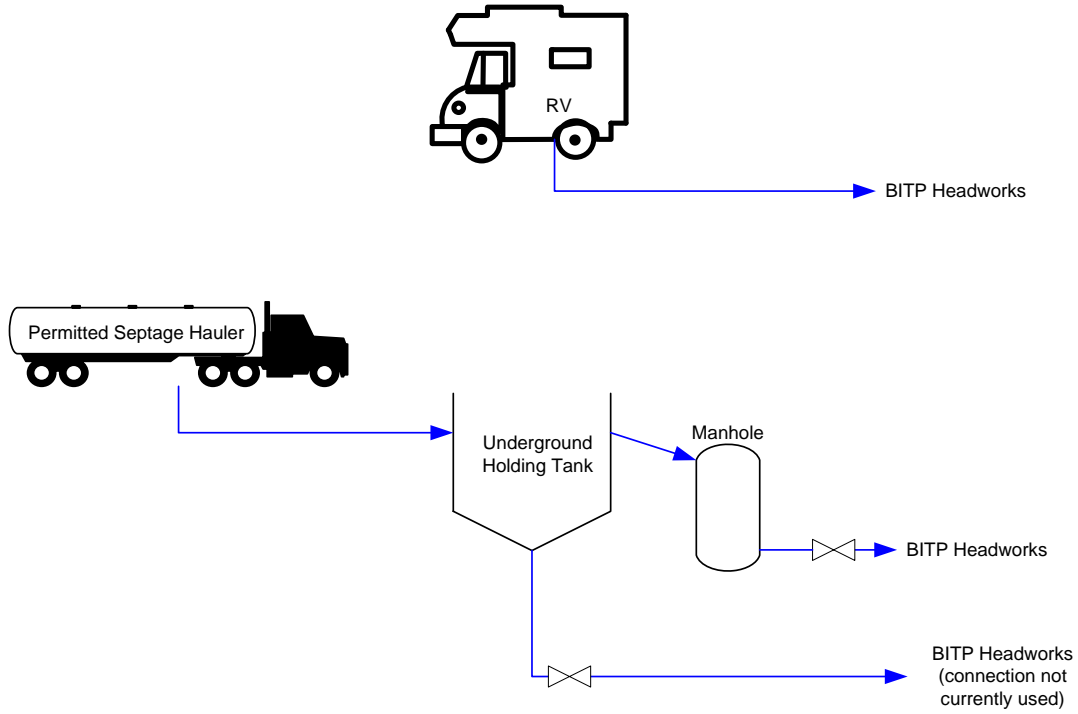 RV
BITP Headworks
Permitted Septage Hauler
Underground
Holding Tank
Manhole
BITP Headworks
BITP Headworks
(connection not
currently used)